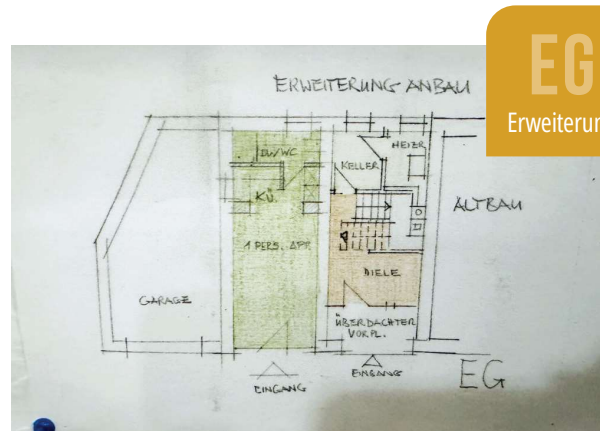 EG
Erweiterun
ERWEITERUNG ANBAU
DU/WC
KELLER
HEIZR
KÜ.
ALTBAU
1 PERS. APP.
DIELE
GARAGE
ÜBERDACHTER
VORPL.
EINGANG
EINGANG
EG